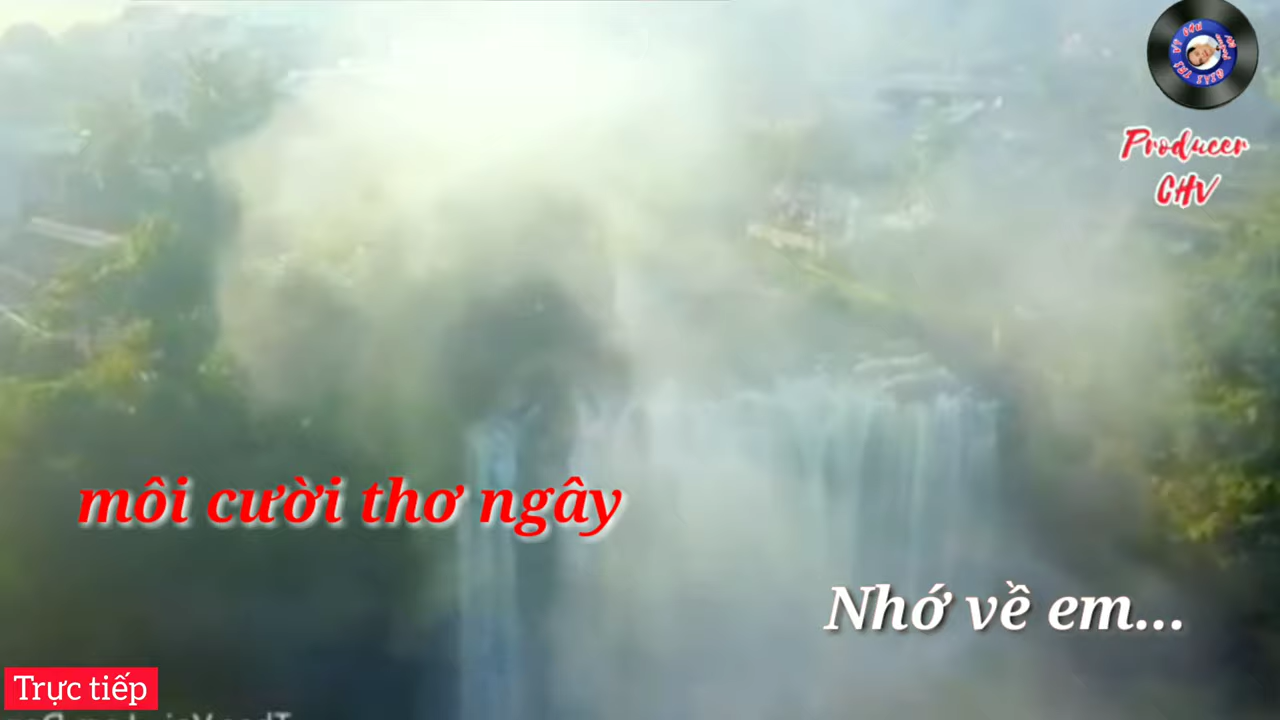 Producer
CHV
môi cười thơ ngây
Nhớ về em...
Trực tiếp